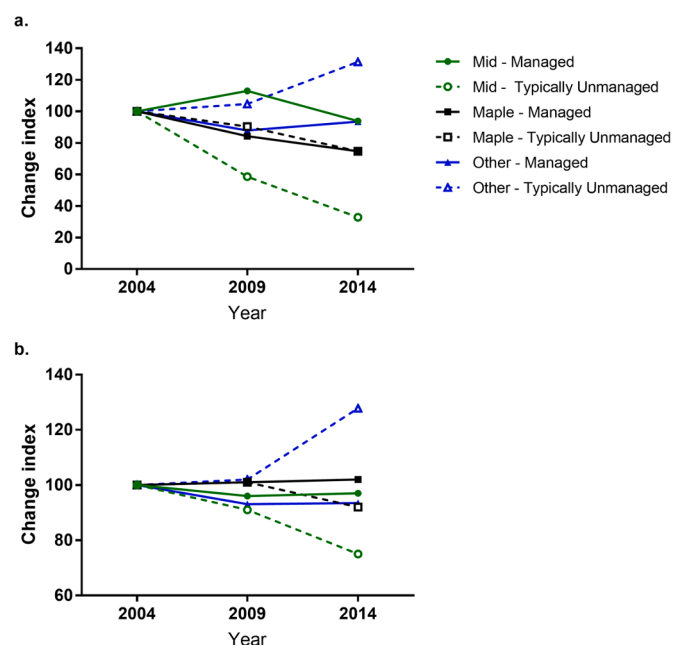 a.
140
120
100
80
60
40
20
0
Change index
2004 2009 2014
Year
Mid - Managed
Mid - Typically Unmanaged
Maple - Managed
Maple - Typically Unmanaged
Other - Managed
Other - Typically Unmanaged
b.
140
120
100
80
60
Change index
2004 2009 2014
Year